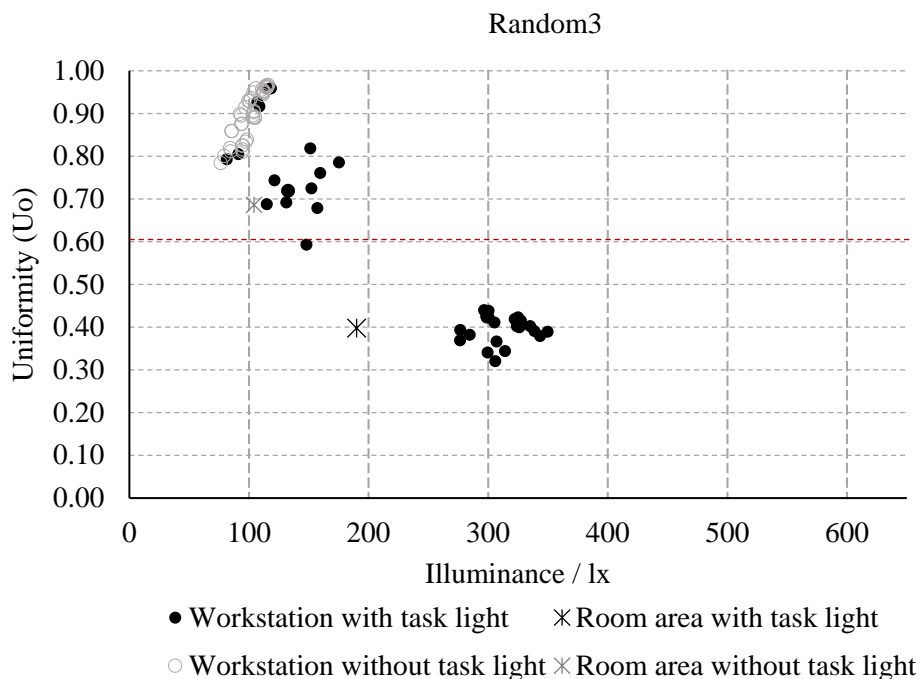 Random3
Uniformity (Uo)
1.00
0.90
0.80
0.70
0.60
0.50
0.40
0.30
0.20
0.10
0.00
0 100 200 300 400 500 600
Illuminance / lx
Workstation with task light Room area with task light
Workstation without task light Room area without task light